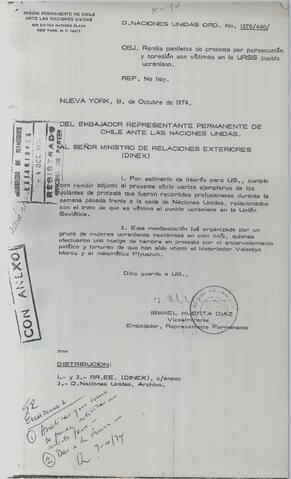 MISION PERMANENTE DE CHILE
ANTE LAS NACIONES UNIDAS
809 UNITED NATIONS PLAZA
NEW YORK, N.Y. 10017
D.NACIONES UNIDAS ORD. No. 1370/480/
OBJ. Remite panfletos de protesta por persecución
y opresión son víctimas en la URSS pueblo
ucraniano.
REF. No hay.
NUEVA YORK, 1o. de Octubre de 1974.
DEL EMBAJADOR REPRESENTANTE PERMANENTE DE
CHILE ANTE LAS NACIONES UNIDAS.
AL SEÑOR MINISTRO DE RELACIONES EXTERIORES
(DINEX)
1. Por estimarlo de interés para US., cumplo
con remitir adjunto al presente oficio varios ejemplares de los
volantes de protesta que fueron recogidos profusamente durante la
semana pasada frente a la sede de Naciones Unidas, relacionados
con el trato de que es víctima el pueblo ucraniano en la Unión
Soviética.
2. Esta manifestación fué organizada por un
grupo de mujeres ucranianas residentes en este país, quienes
efectuaron una huelga de hambre en protesta por el encarcelamiento
político y torturas de que han sido objeto el historiador Valentyn
Moroz y el matemático Plyushch.
Dios guarde a US.,
ISMAEL HUERTA DIAZ
Vicealmirante
Embajador, Representante Permanente
mw
DISTRIBUCION:
1.- y 2.- RR.EE. (DINEX), c/anexo
3.- D.Naciones Unidas, Archivo.
REGISTRADO
4 OCT 1974
CON ANEXO